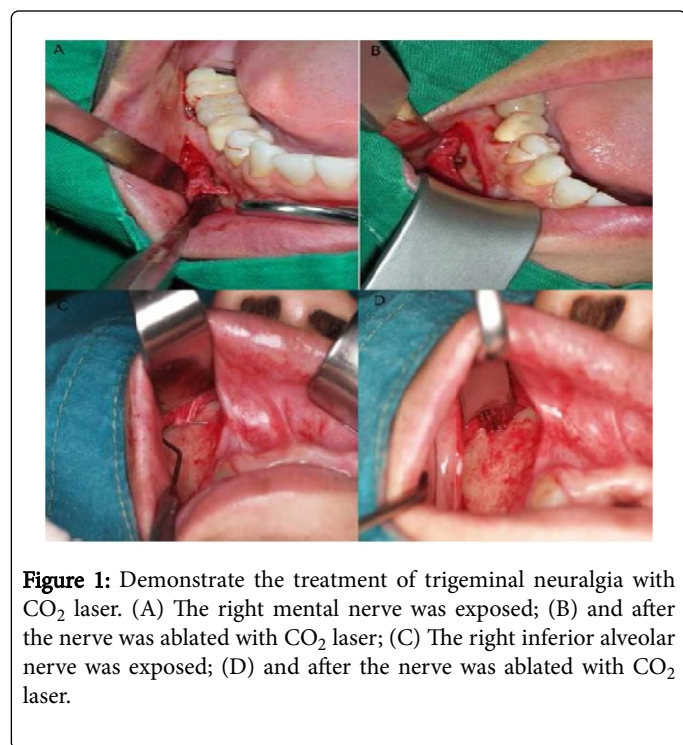 A
B
C
D
Figure 1: Demonstrate the treatment of trigeminal neuralgia with
CO₂ laser. (A) The right mental nerve was exposed; (B) and after
the nerve was ablated with CO₂ laser; (C) The right inferior alveolar
nerve was exposed; (D) and after the nerve was ablated with CO₂
laser.